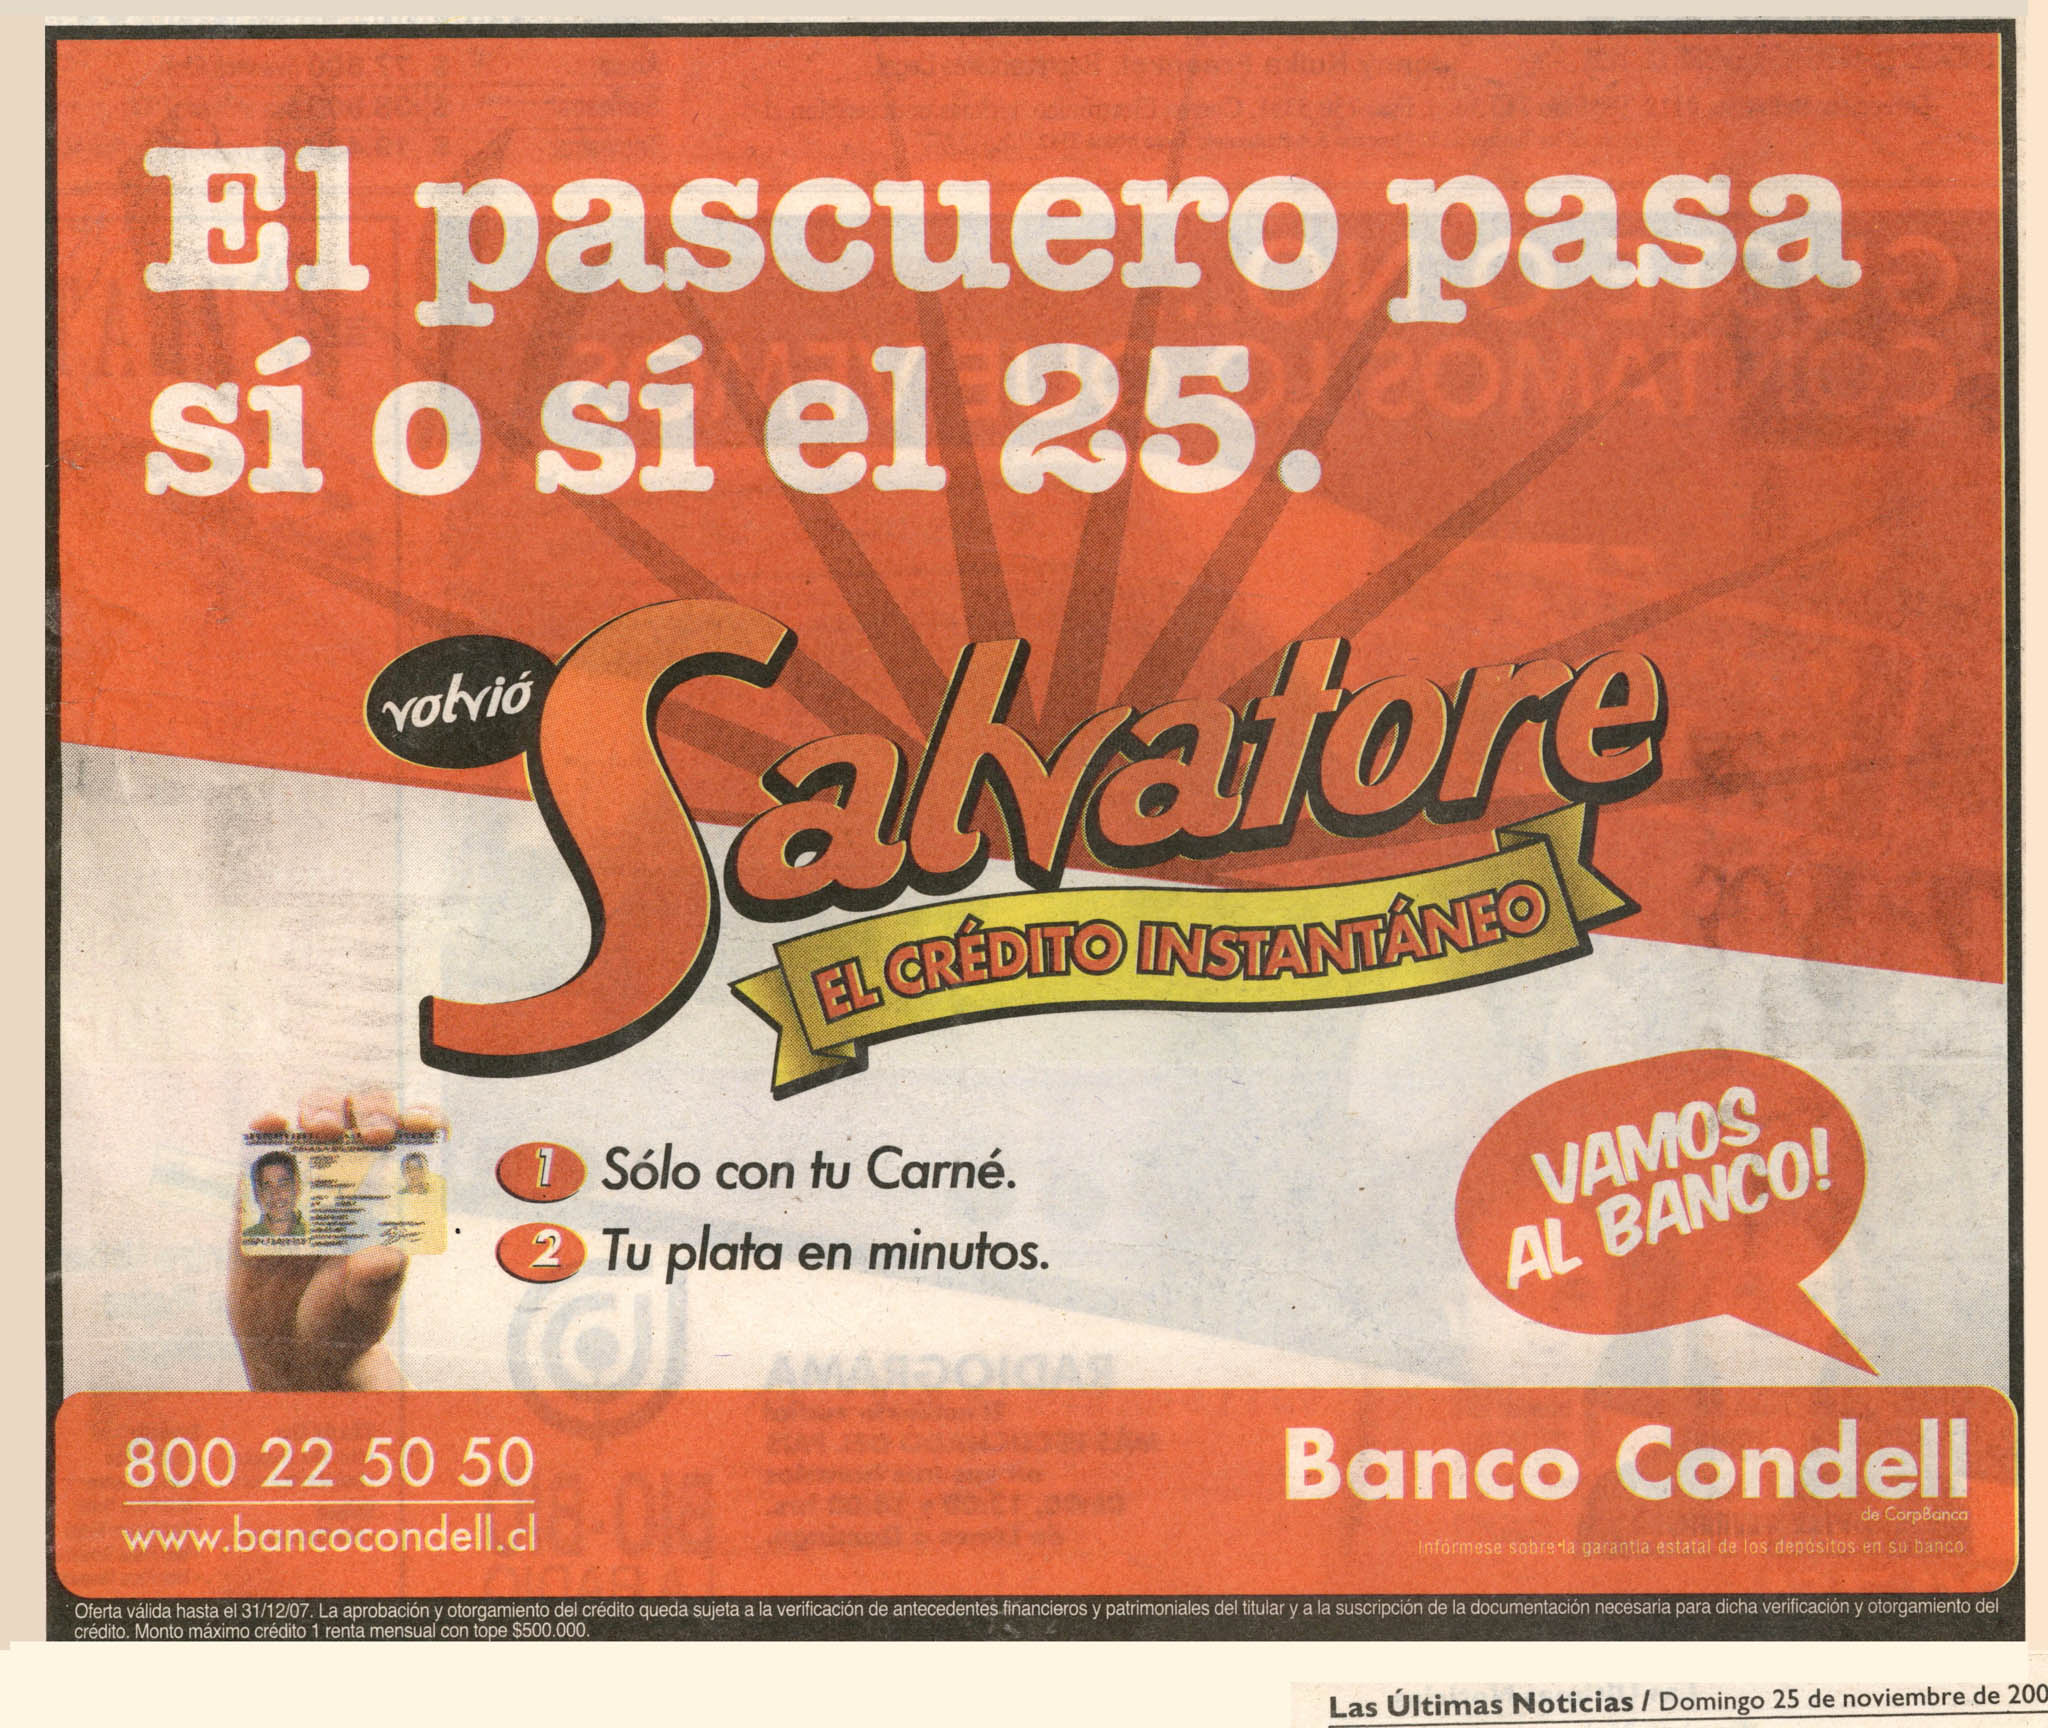 El pascuero pasa
sí o sí el 25.
volvió
Salvatore
EL CRÉDITO INSTANTÁNEO
1 Sólo con tu Carné.
2 Tu plata en minutos.
VAMOS
AL BANCO!
800 22 50 50
www.bancocondell.cl
Banco Condell
de CorpBanca
Infórmese sobre la garantía estatal de los depósitos en su banco.
Oferta válida hasta el 31/12/07. La aprobación y otorgamiento del crédito queda sujeta a la verificación de antecedentes financieros y patrimoniales del titular y a la suscripción de la documentación necesaria para dicha verificación y otorgamiento del
crédito. Monto máximo crédito 1 renta mensual con tope $500.000.
Las Últimas Noticias / Domingo 25 de noviembre de 200